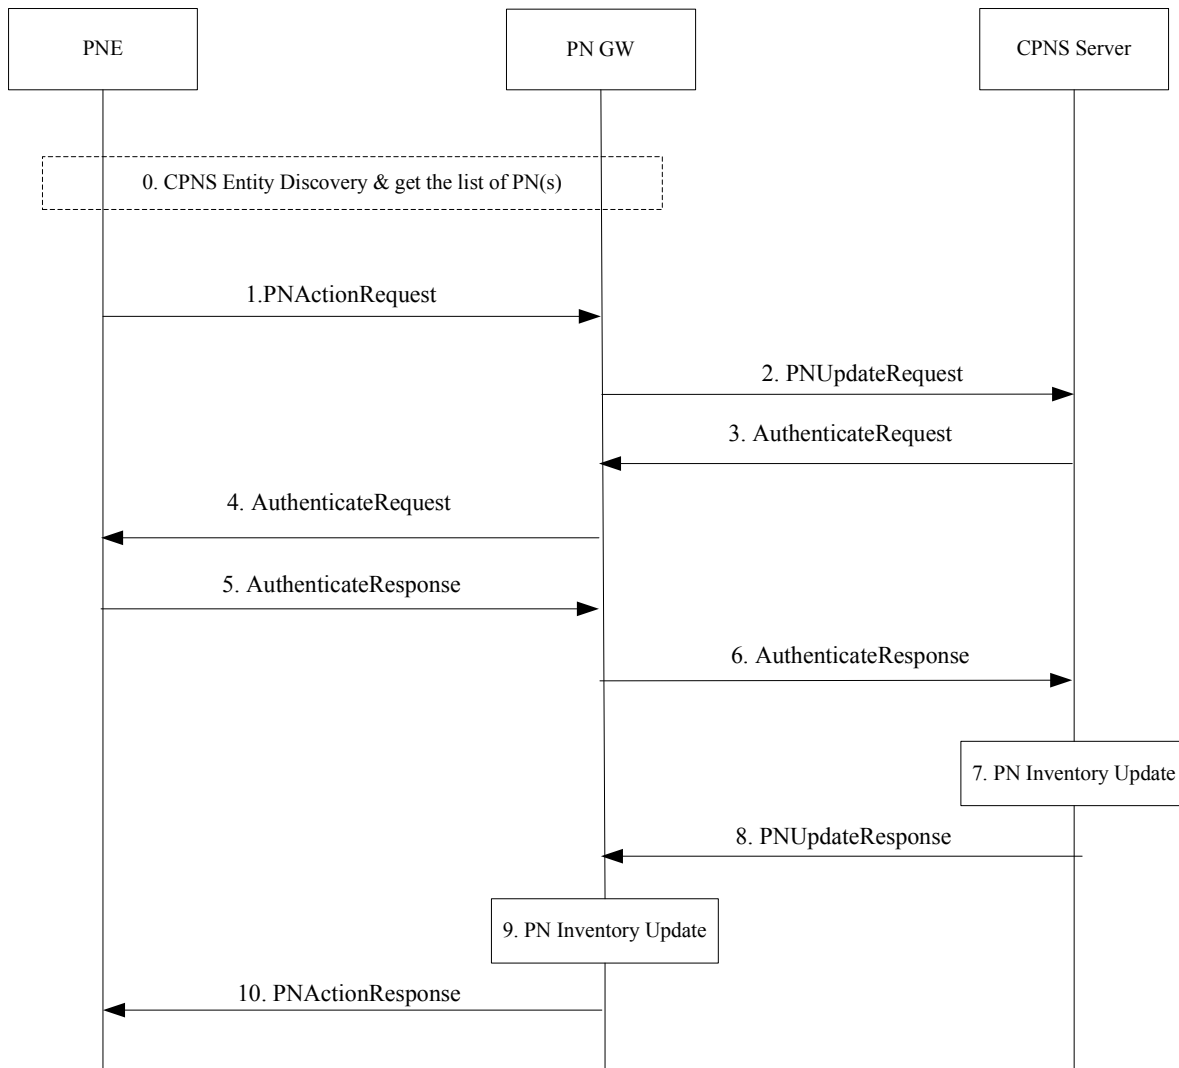 PNE
PN GW
CPNS Server
0. CPNS Entity Discovery & get the list of PN(s)
1.PNActionRequest
2. PNUpdateRequest
3. AuthenticateRequest
4. AuthenticateRequest
5. AuthenticateResponse
6. AuthenticateResponse
7. PN Inventory Update
8. PNUpdateResponse
9. PN Inventory Update
10. PNActionResponse